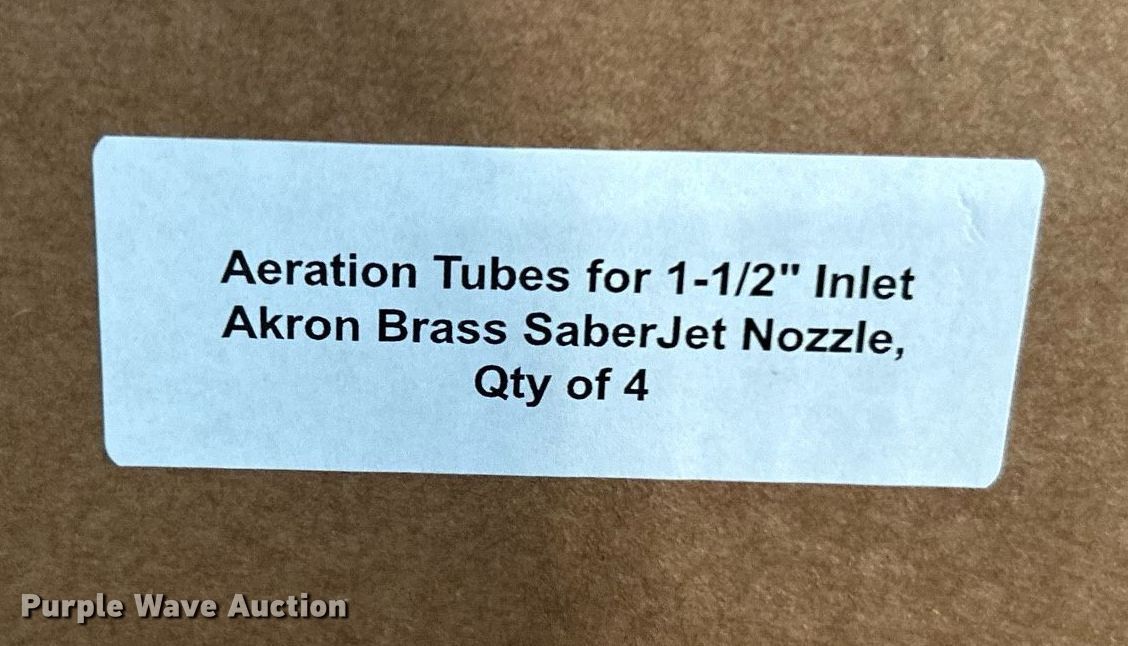 Aeration Tubes for 1-1/2" Inlet
Akron Brass SaberJet Nozzle,
Qty of 4
Purple Wave Auction